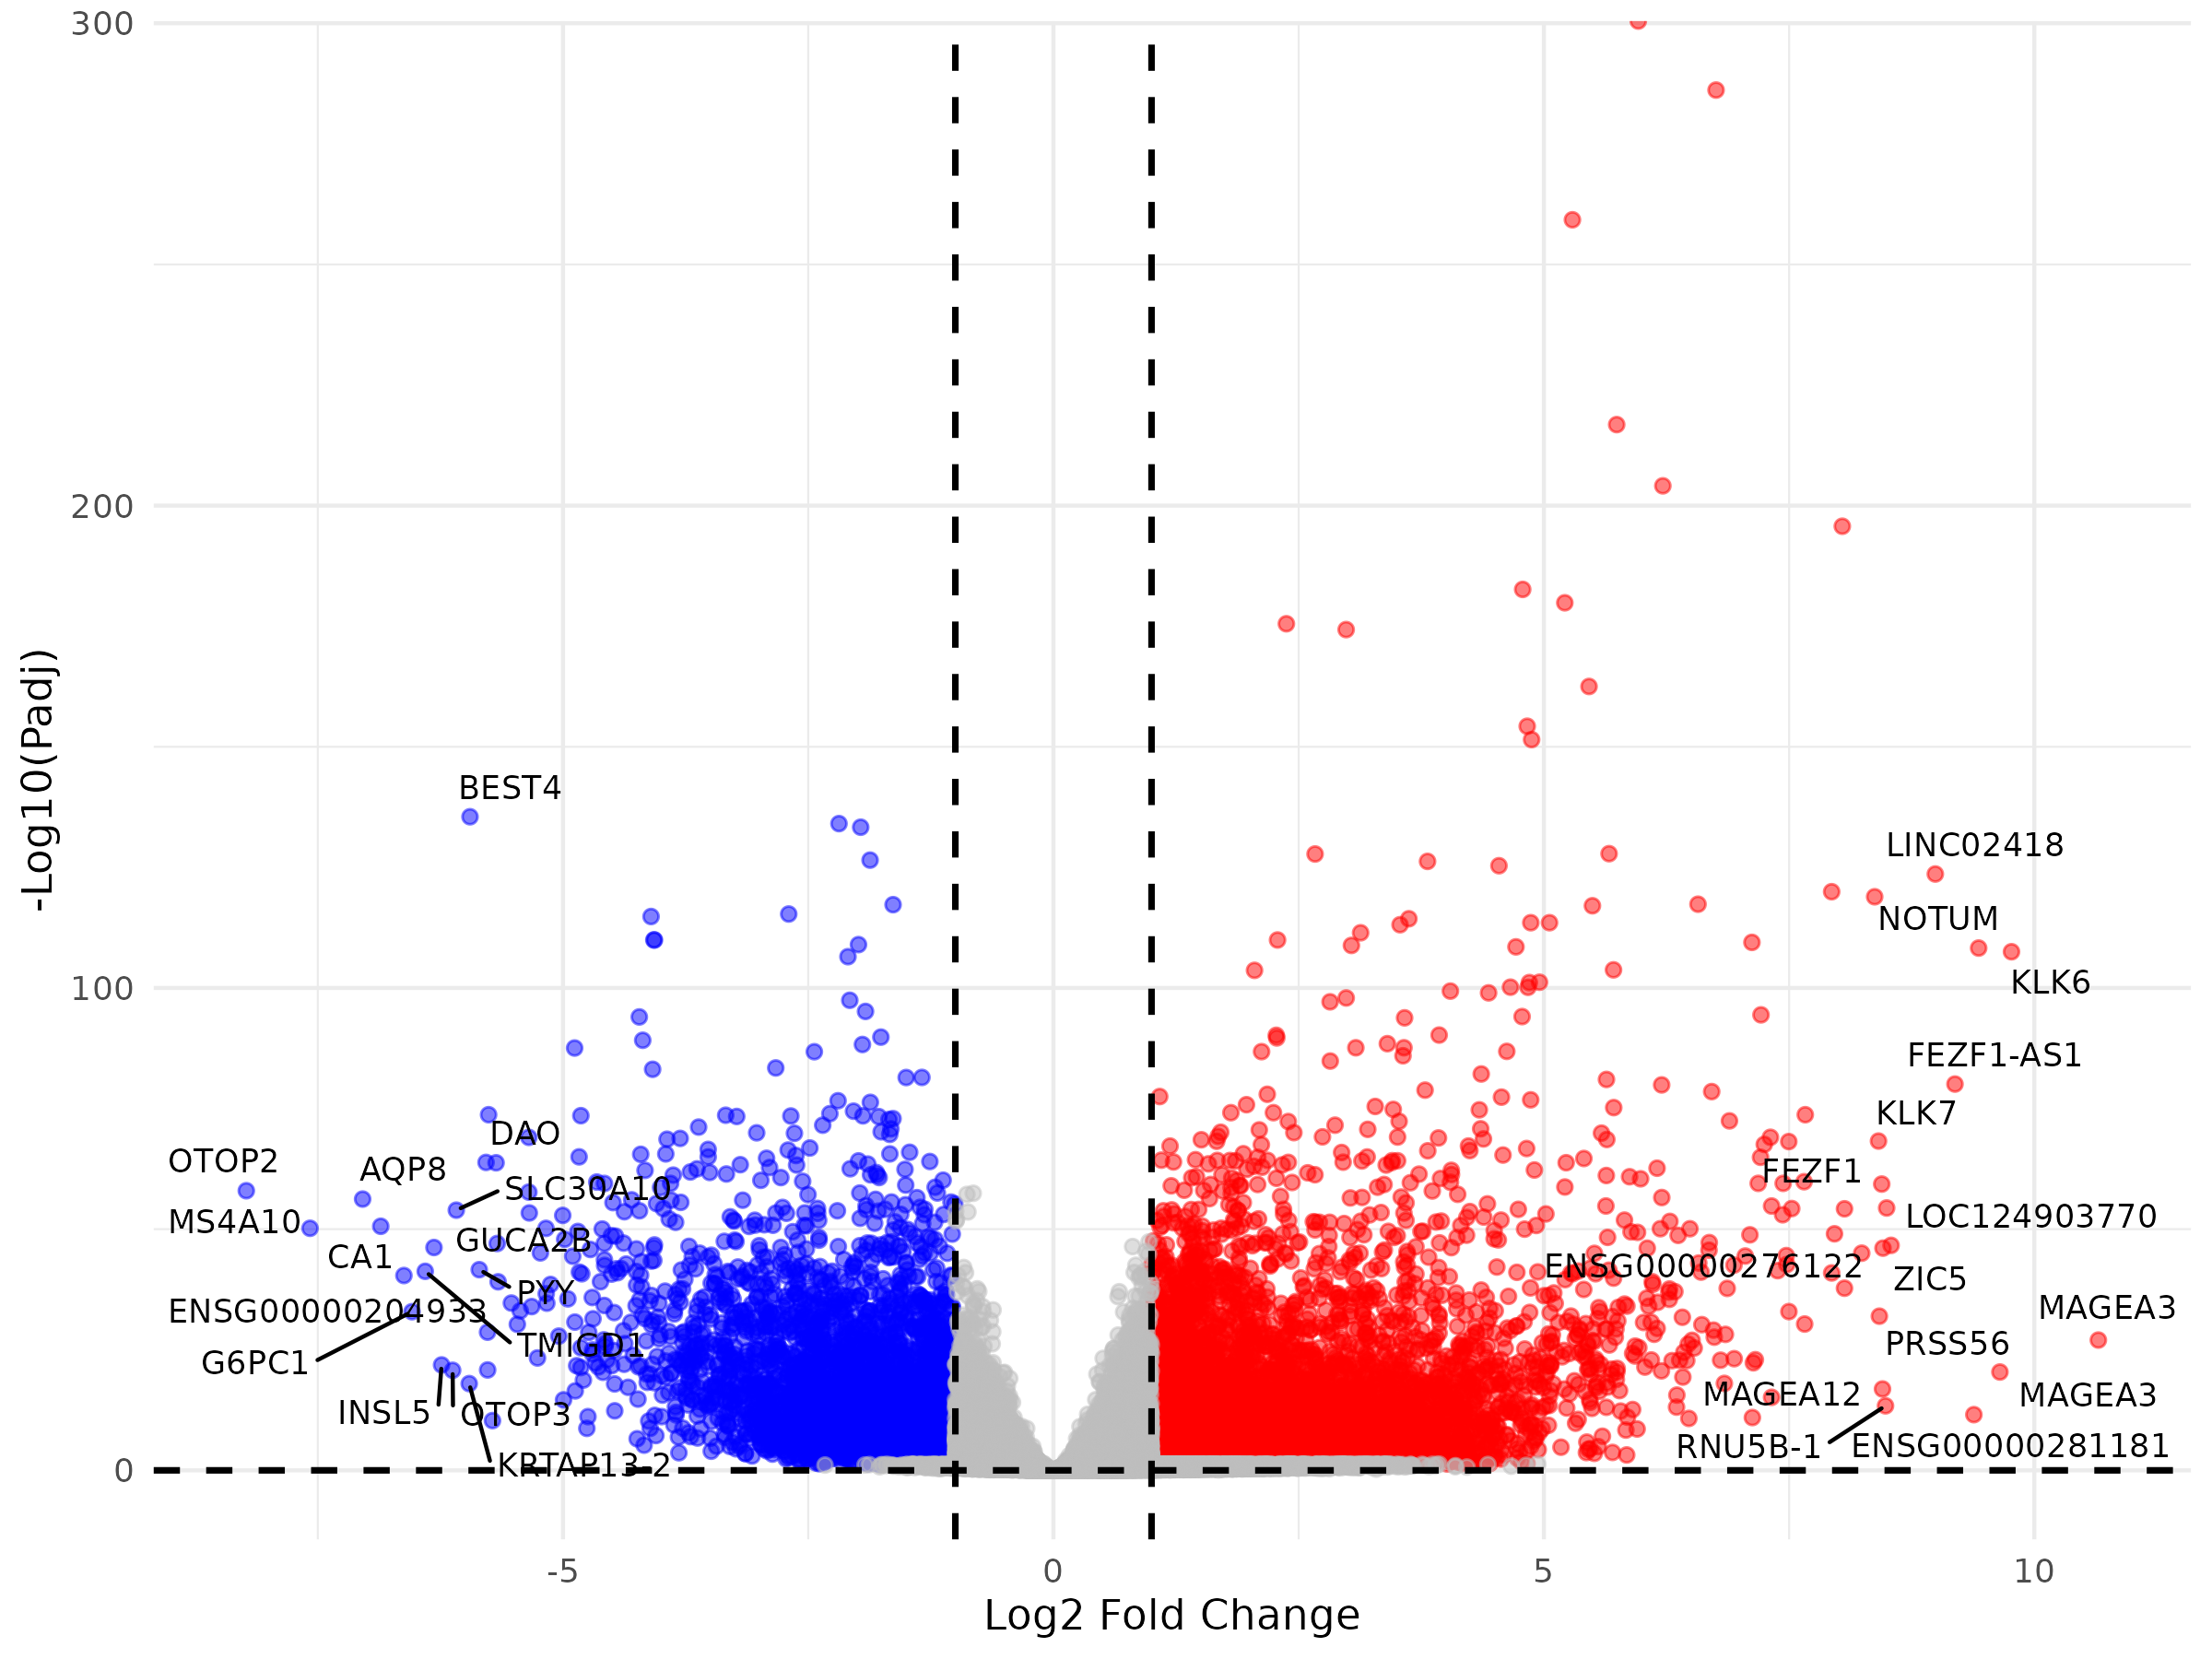 300
200
100
0
-Log10(Padj)
BEST4
LINC02418
NOTUM
KLK6
FEZF1-AS1
KLK7
DAO
OTOP2
AQP8
FEZF1
SLC30A10
MS4A10
LOC124903770
GUCA2B
CA1
ENSG00000276122
ZIC5
PYY
ENSG00000204933
MAGEA3
TMIGD1
PRSS56
G6PC1
MAGEA12
MAGEA3
INSL5
OTOP3
RNU5B-1
ENSG00000281181
KRTAP13-2
-5
0
5
10
Log2 Fold Change